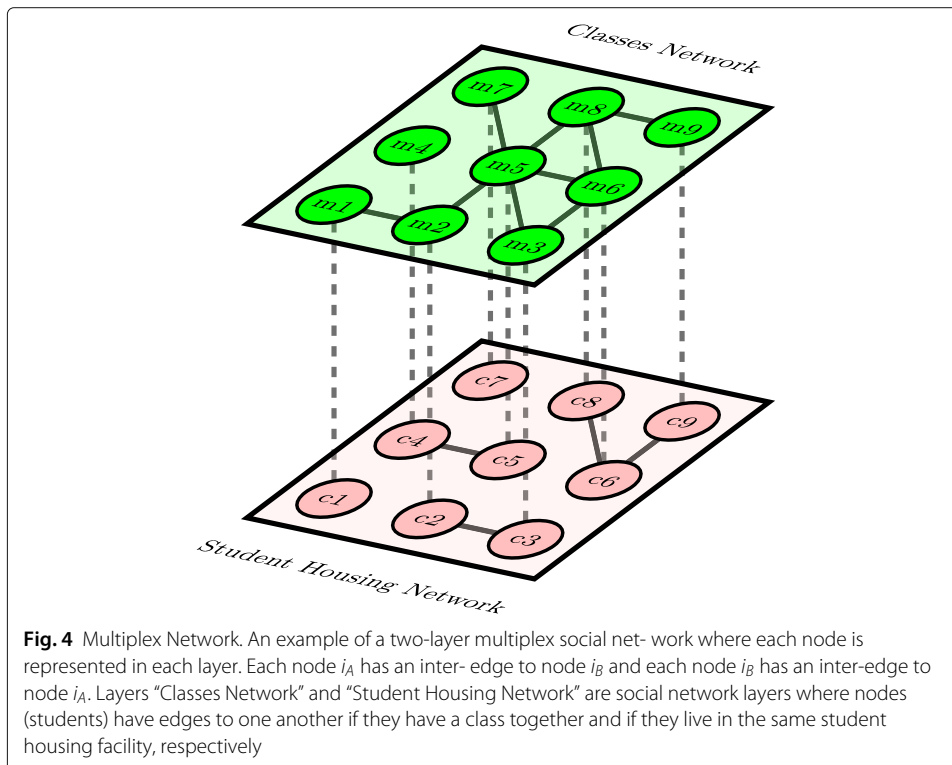 Classes Network
m7
m8
m9
m4
m5
m6
m1
m2
m3
c7
c8
c9
c4
c5
c6
c1
c2
c3
Student Housing Network
Fig. 4 Multiplex Network. An example of a two-layer multiplex social net- work where each node is
represented in each layer. Each node iA has an inter- edge to node iB and each node iB has an inter-edge to
node iA. Layers “Classes Network” and “Student Housing Network” are social network layers where nodes
(students) have edges to one another if they have a class together and if they live in the same student
housing facility, respectively